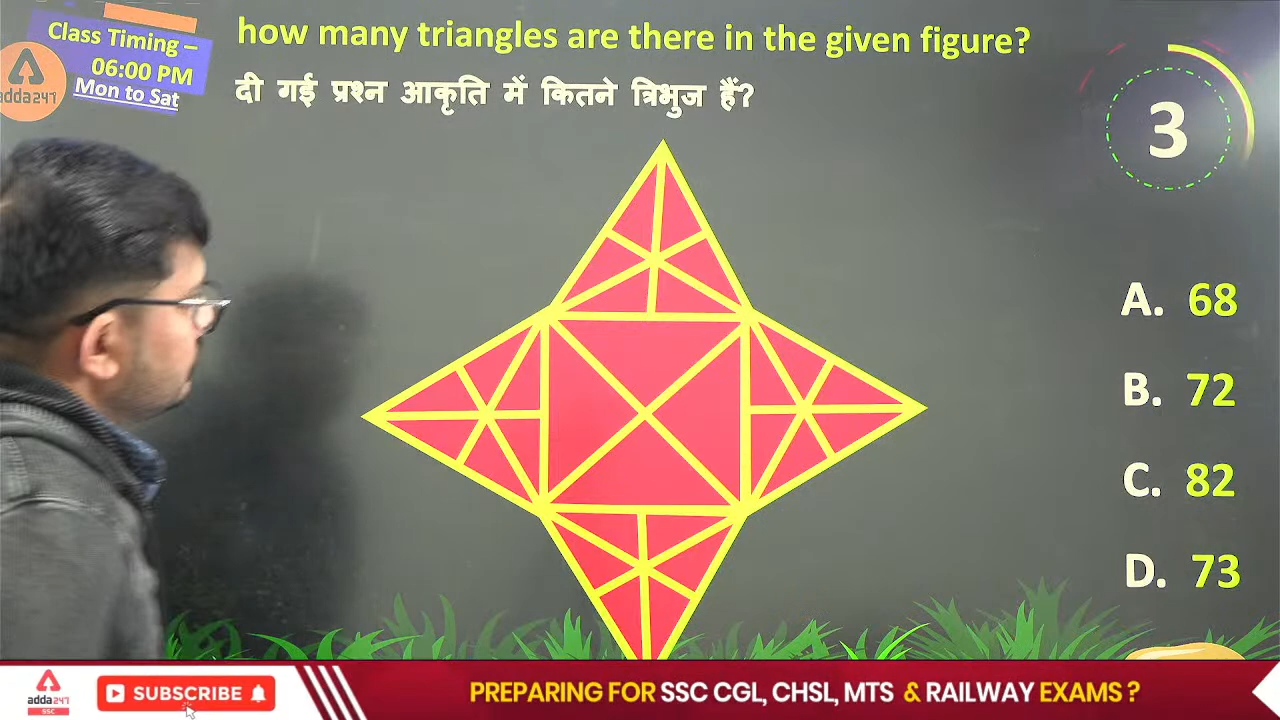 Class Timing –
06:00 PM
Mon to Sat
adda247
how many triangles are there in the given figure?
दी गई प्रश्न आकृति में कितने त्रिभुज हैं?
3
A. 68
B. 72
C. 82
D. 73
adda247
SSC
SUBSCRIBE
PREPARING FOR SSC CGL, CHSL, MTS & RAILWAY EXAMS ?